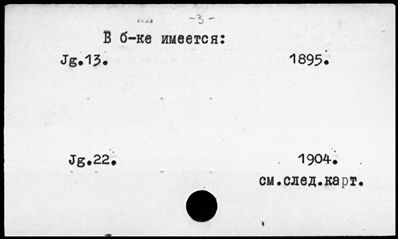 - 3 -
В б-ке имеется:
Jg.13. 1895.
Jg.22. 1904.
см.след.карт.